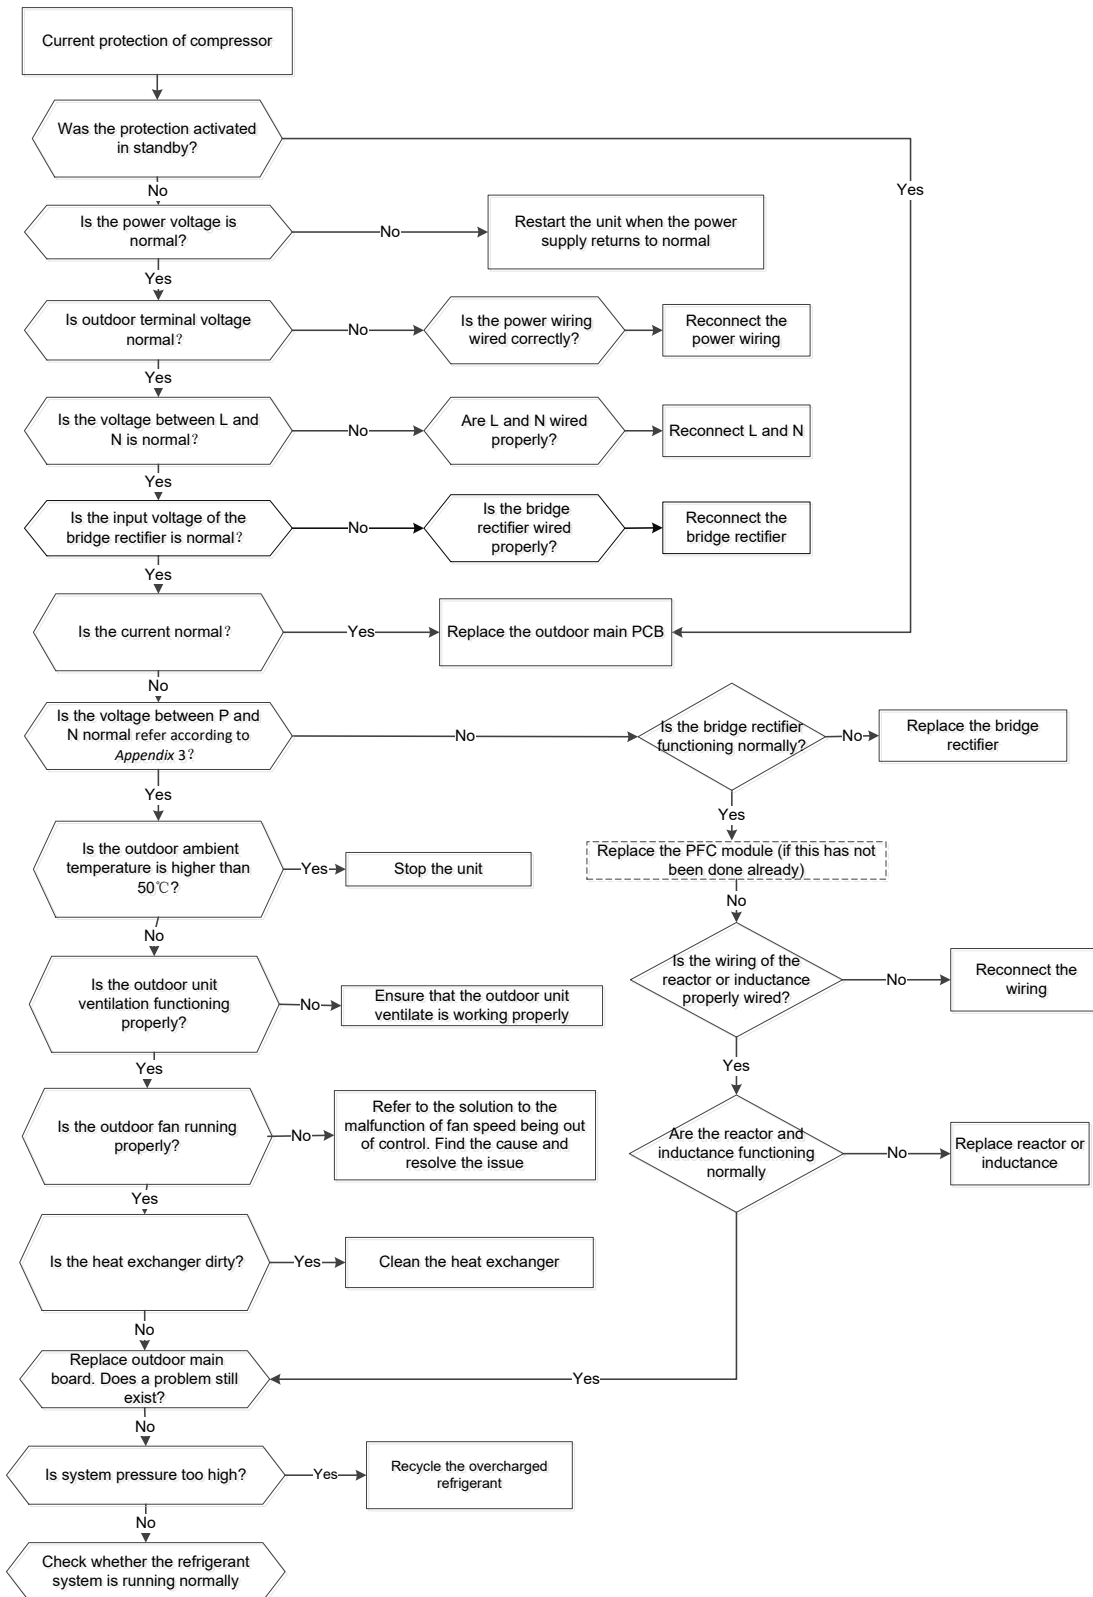 Current protection of compressor
Was the protection activated
in standby?
Yes
No
Is the power voltage is
normal?
No
Restart the unit when the power
supply returns to normal
Yes
Is outdoor terminal voltage
normal?
No
Is the power wiring
wired correctly?
Reconnect the
power wiring
Yes
Is the voltage between L and
N is normal?
No
Are L and N wired
properly?
Reconnect L and N
Yes
Is the input voltage of the
bridge rectifier is normal?
No
Is the bridge
rectifier wired
properly?
Reconnect the
bridge rectifier
Yes
Is the current normal?
Yes
Replace the outdoor main PCB
No
Is the voltage between P and
N normal refer according to
Appendix 3?
No
Is the bridge rectifier
functioning normally?
No
Replace the bridge
rectifier
Yes
Yes
Is the outdoor ambient
temperature is higher than
50℃?
Yes
Stop the unit
Replace the PFC module (if this has not
been done already)
No
No
Is the outdoor unit
ventilation functioning
properly?
No
Ensure that the outdoor unit
ventilate is working properly
Is the wiring of the
reactor or inductance
properly wired?
No
Reconnect the
wiring
Yes
Yes
Is the outdoor fan running
properly?
No
Refer to the solution to the
malfunction of fan speed being out
of control. Find the cause and
resolve the issue
Are the reactor and
inductance functioning
normally
No
Replace reactor or
inductance
Yes
Is the heat exchanger dirty?
Yes
Clean the heat exchanger
No
Replace outdoor main
board. Does a problem still
exist?
Yes
No
Is system pressure too high?
Yes
Recycle the overcharged
refrigerant
No
Check whether the refrigerant
system is running normally